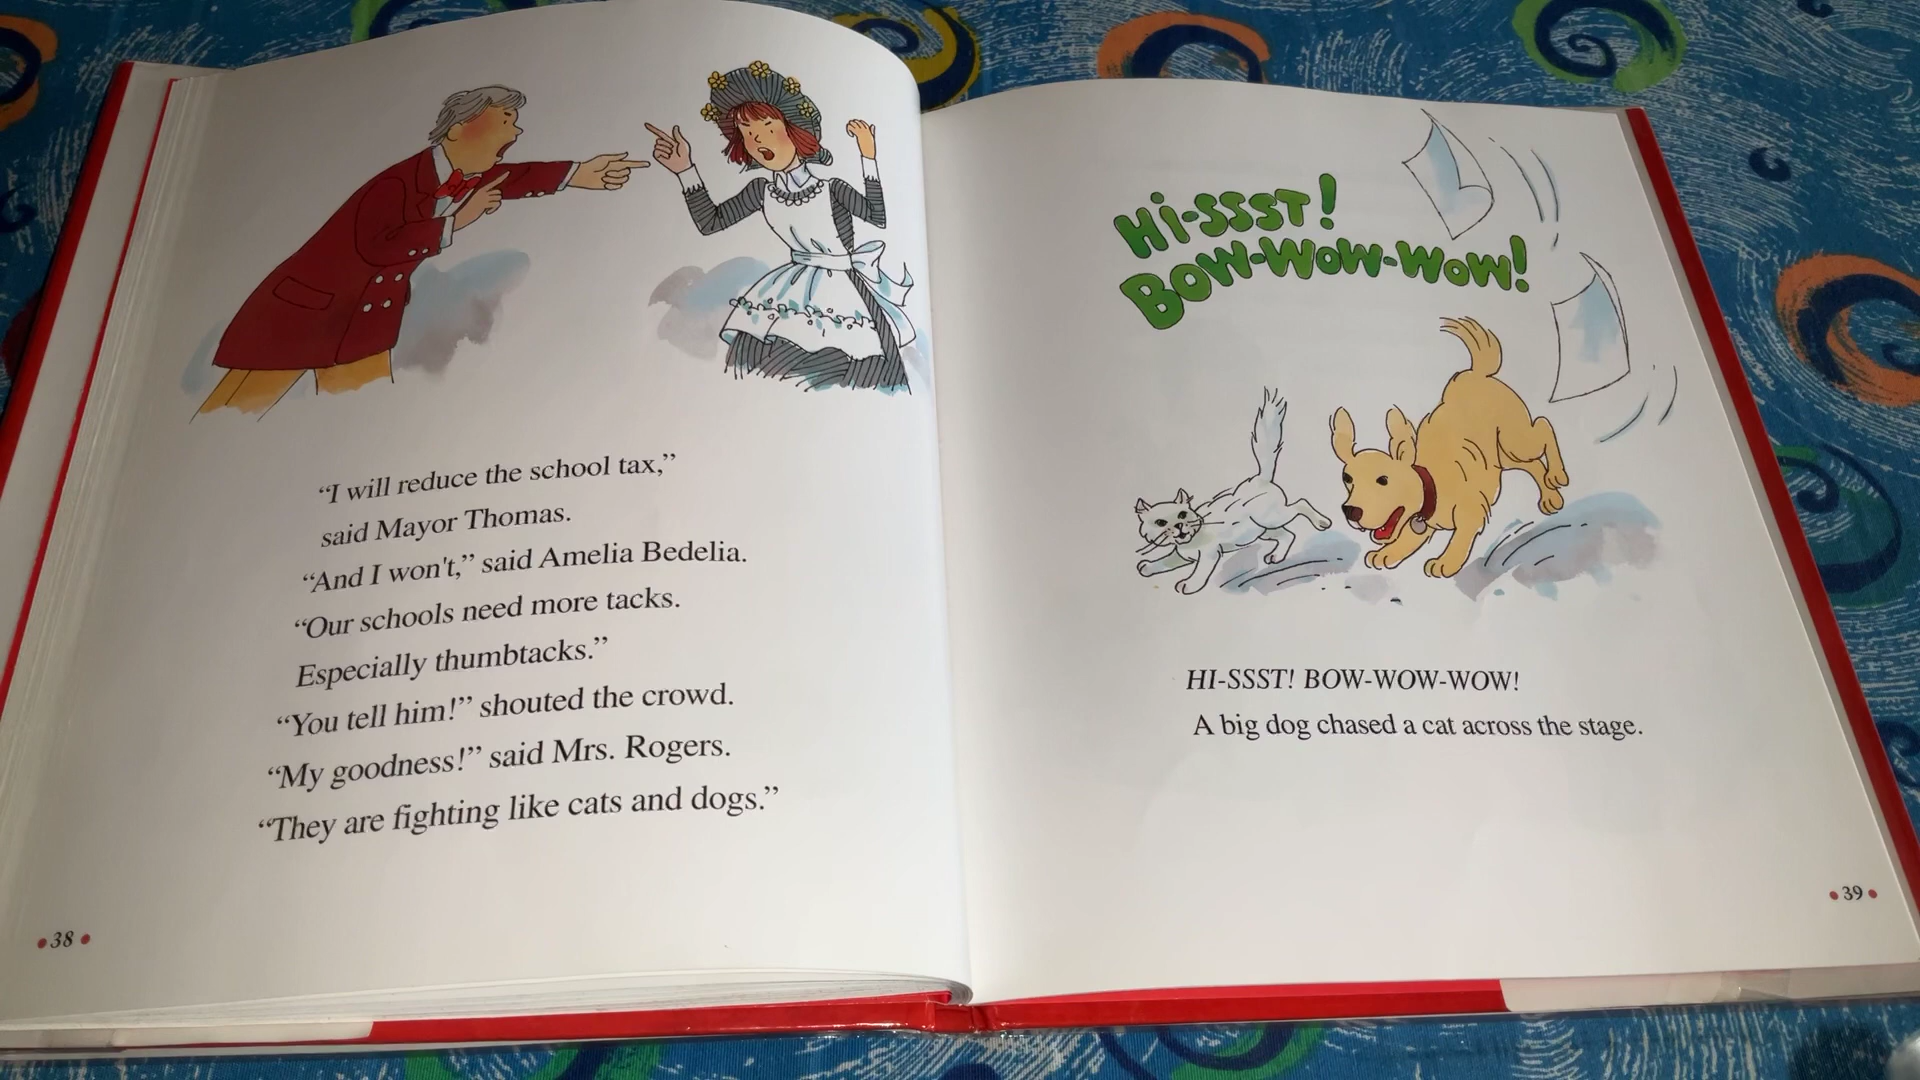 “I will reduce the school tax,”
said Mayor Thomas.
“And I won't,” said Amelia Bedelia.
“Our schools need more tacks.
Especially thumbtacks.”
“You tell him!” shouted the crowd.
“My goodness!” said Mrs. Rogers.
“They are fighting like cats and dogs.”
• 38 •
Hi-SSST!
BOW-WOW-WOW!
HI-SSST! BOW-WOW-WOW!
A big dog chased a cat across the stage.
• 39 •